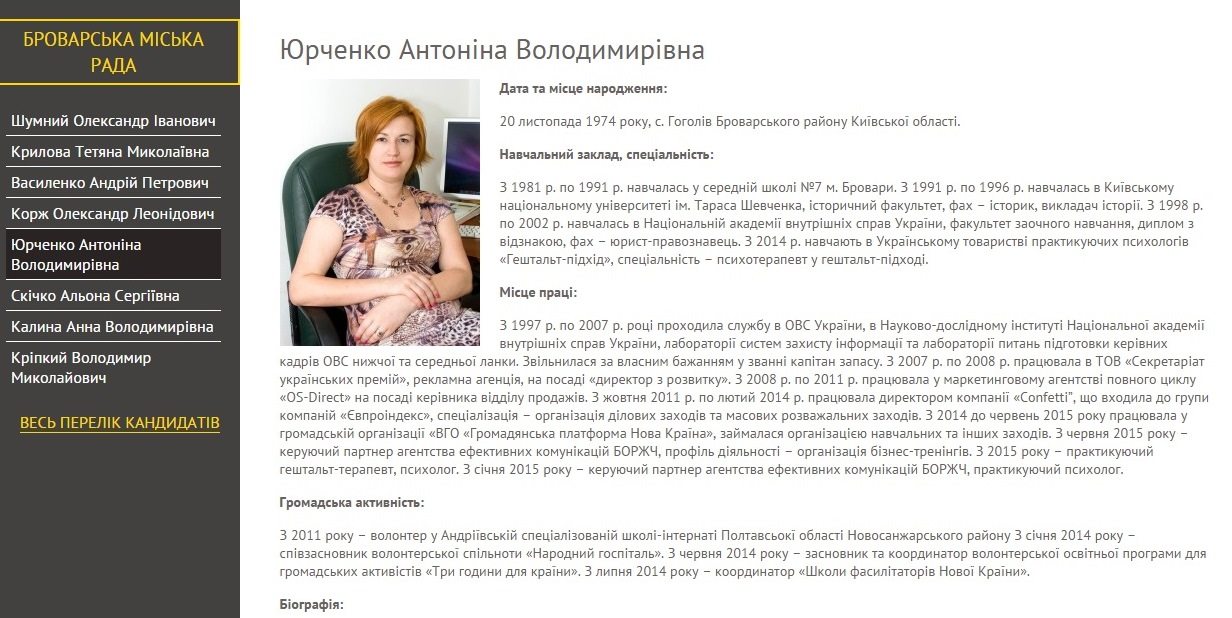 БРОВАРСЬКА МІСЬКА
РАДА
Шумний Олександр Іванович
Крилова Тетяна Миколаївна
Василенко Андрій Петрович
Корж Олександр Леонідович
Юрченко Антоніна
Володимирівна
Скічко Альона Сергіївна
Калина Анна Володимирівна
Кріпкий Володимир
Миколайович
ВЕСЬ ПЕРЕЛІК КАНДИДАТІВ
Юрченко Антоніна Володимирівна
Дата та місце народження:
20 листопада 1974 року, с. Гоголів Броварського району Київської області.
Навчальний заклад, спеціальність:
З 1981 р. по 1991 р. навчалась у середній школі №7 м. Бровари. З 1991 р. по 1996 р. навчалась в Київському
національному університеті ім. Тараса Шевченка, історичний факультет, фах – історик, викладач історії. З 1998 р.
по 2002 р. навчалась в Національній академії внутрішніх справ України, факультет заочного навчання, диплом з
відзнакою, фах – юрист-правознавець. З 2014 р. навчають в Українському товаристві практикуючих психологів
«Гештальт-підхід», спеціальність – психотерапевт у гештальт-підході.
Місце праці:
З 1997 р. по 2007 р. році проходила службу в ОВС України, в Науково-дослідному інституті Національної академії
внутрішніх справ України, лабораторії систем захисту інформації та лабораторії питань підготовки керівних
кадрів ОВС нижчої та середньої ланки. Звільнилася за власним бажанням у званні капітан запасу. З 2007 р. по 2008 р. працювала в ТОВ «Секретаріат
українських премій», рекламна агенція, на посаді «директор з розвитку». З 2008 р. по 2011 р. працювала у маркетинговому агентстві повного циклу
«OS-Direct» на посаді керівника відділу продажів. З жовтня 2011 р. по лютий 2014 р. працювала директором компанії «Confetti”, що входила до групи
компаній «Євпроіндекс», спеціалізація – організація ділових заходів та масових розважальних заходів. З 2014 до червень 2015 року працювала у
громадській організації «ВГО «Громадянська платформа Нова Країна», займалася організацією навчальних та інших заходів. З червня 2015 року –
керуючий партнер агентства ефективних комунікацій БОРЖЧ, профіль діяльності – організація бізнес-тренінгів. З 2015 року – практикуючий
гештальт-терапевт, психолог. З січня 2015 року – керуючий партнер агентства ефективних комунікацій БОРЖЧ, практикуючий психолог.
Громадська активність:
З 2011 року – волонтер у Андріївській спеціалізованій школі-інтернаті Полтавської області Новосанжарського району З січня 2014 року –
співзасновник волонтерської спільноти «Народний госпіталь». З червня 2014 року – засновник та координатор волонтерської освітньої програми для
громадських активістів «Три години для країни». З липня 2014 року – координатор «Школи фасилітаторів Нової Країни».
Біографія: